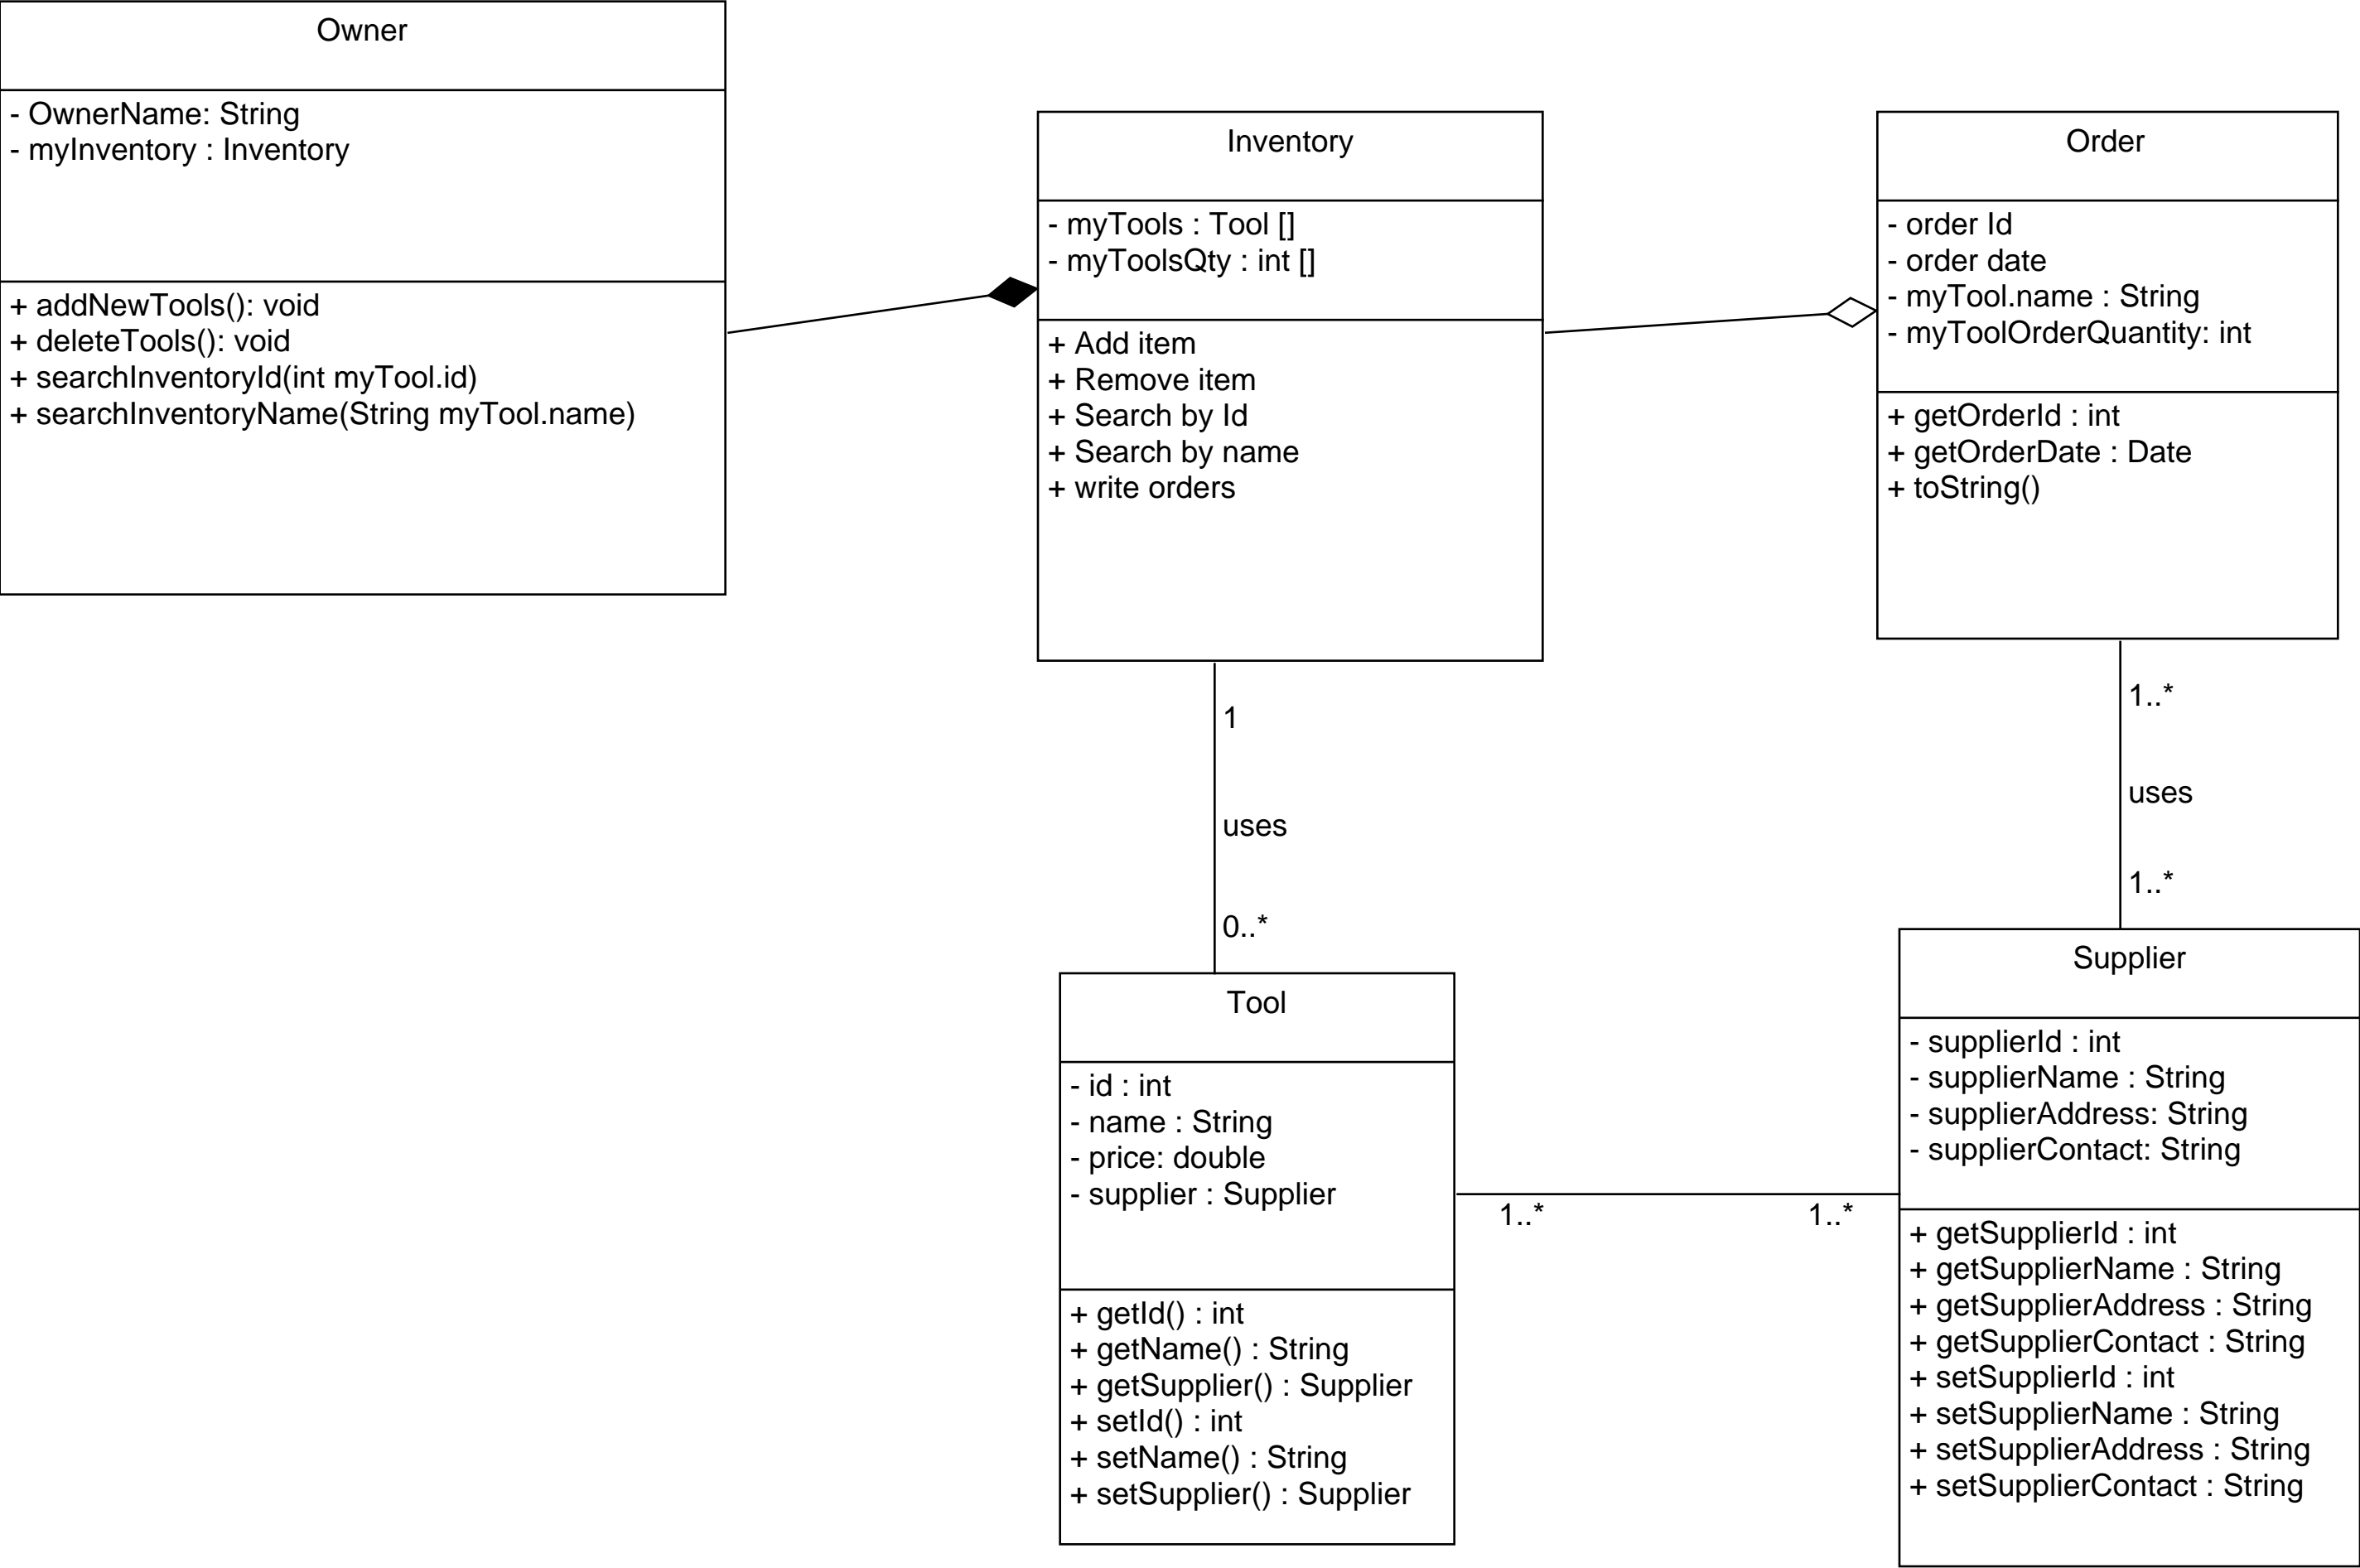 Owner
- OwnerName: String
- myInventory : Inventory
+ addNewTools(): void
+ deleteTools(): void
+ searchInventoryId(int myTool.id)
+ searchInventoryName(String myTool.name)
Inventory
- myTools : Tool []
- myToolsQty : int []
+ Add item
+ Remove item
+ Search by Id
+ Search by name
+ write orders
Order
- order Id
- order date
- myTool.name : String
- myToolOrderQuantity: int
+ getOrderId : int
+ getOrderDate : Date
+ toString()
1
uses
0..*
1..*
uses
1..*
Tool
- id : int
- name : String
- price: double
- supplier : Supplier
+ getId() : int
+ getName() : String
+ getSupplier() : Supplier
+ setId() : int
+ setName() : String
+ setSupplier() : Supplier
1..*
1..*
Supplier
- supplierId : int
- supplierName : String
- supplierAddress: String
- supplierContact: String
+ getSupplierId : int
+ getSupplierName : String
+ getSupplierAddress : String
+ getSupplierContact : String
+ setSupplierId : int
+ setSupplierName : String
+ setSupplierAddress : String
+ setSupplierContact : String